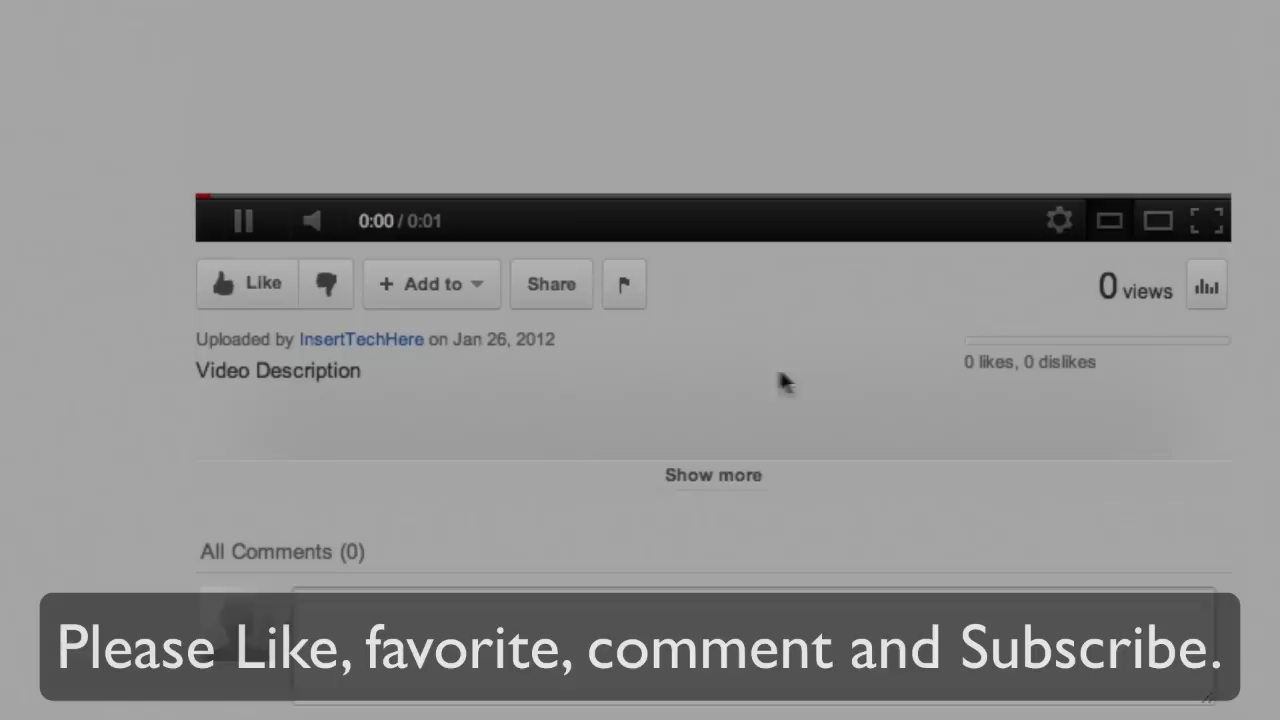 0:00 / 0:01
Like
+ Add to
Share
0 views
Uploaded by InsertTechHere on Jan 26, 2012
0 likes, 0 dislikes
Video Description
Show more
All Comments (0)
Please Like, favorite, comment and Subscribe.